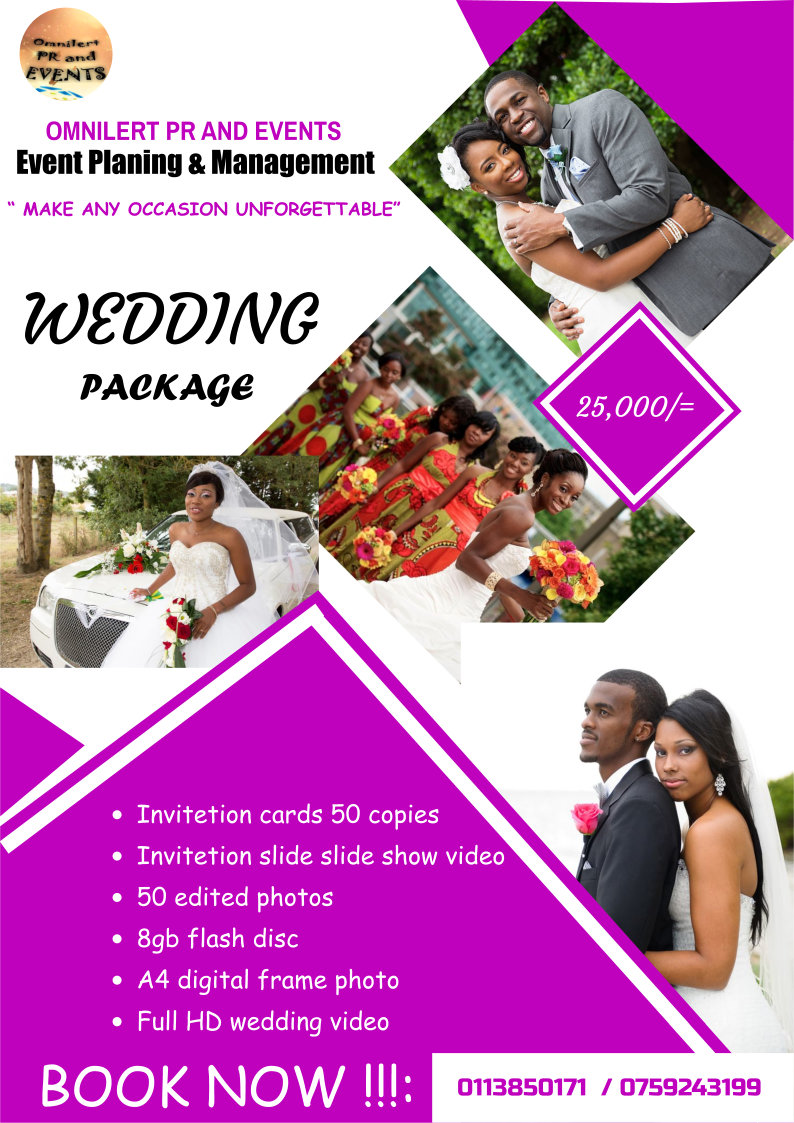 Omnilert
PR and
EVENTS
OMNILERT PR AND EVENTS
Event Planing & Management
“ MAKE ANY OCCASION UNFORGETTABLE”
WEDDING
PACKAGE
25,000/=
• Invitetion cards 50 copies
• Invitetion slide slide show video
• 50 edited photos
• 8gb flash disc
• A4 digital frame photo
• Full HD wedding video
BOOK NOW !!!:
0113850171 / 0759243199